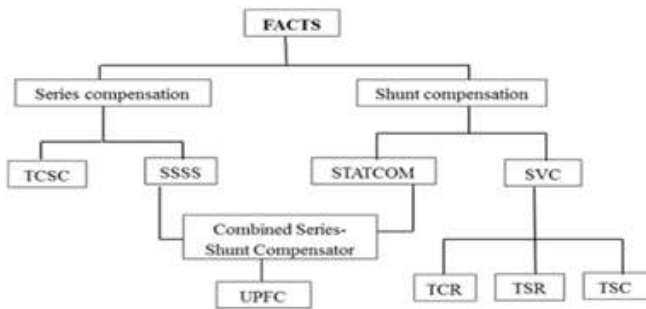 FACTS
Series compensation
Shunt compensation
TCSC
SSSS
STATCOM
SVC
Combined Series-
Shunt Compensator
UPFC
TCR
TSR
TSC